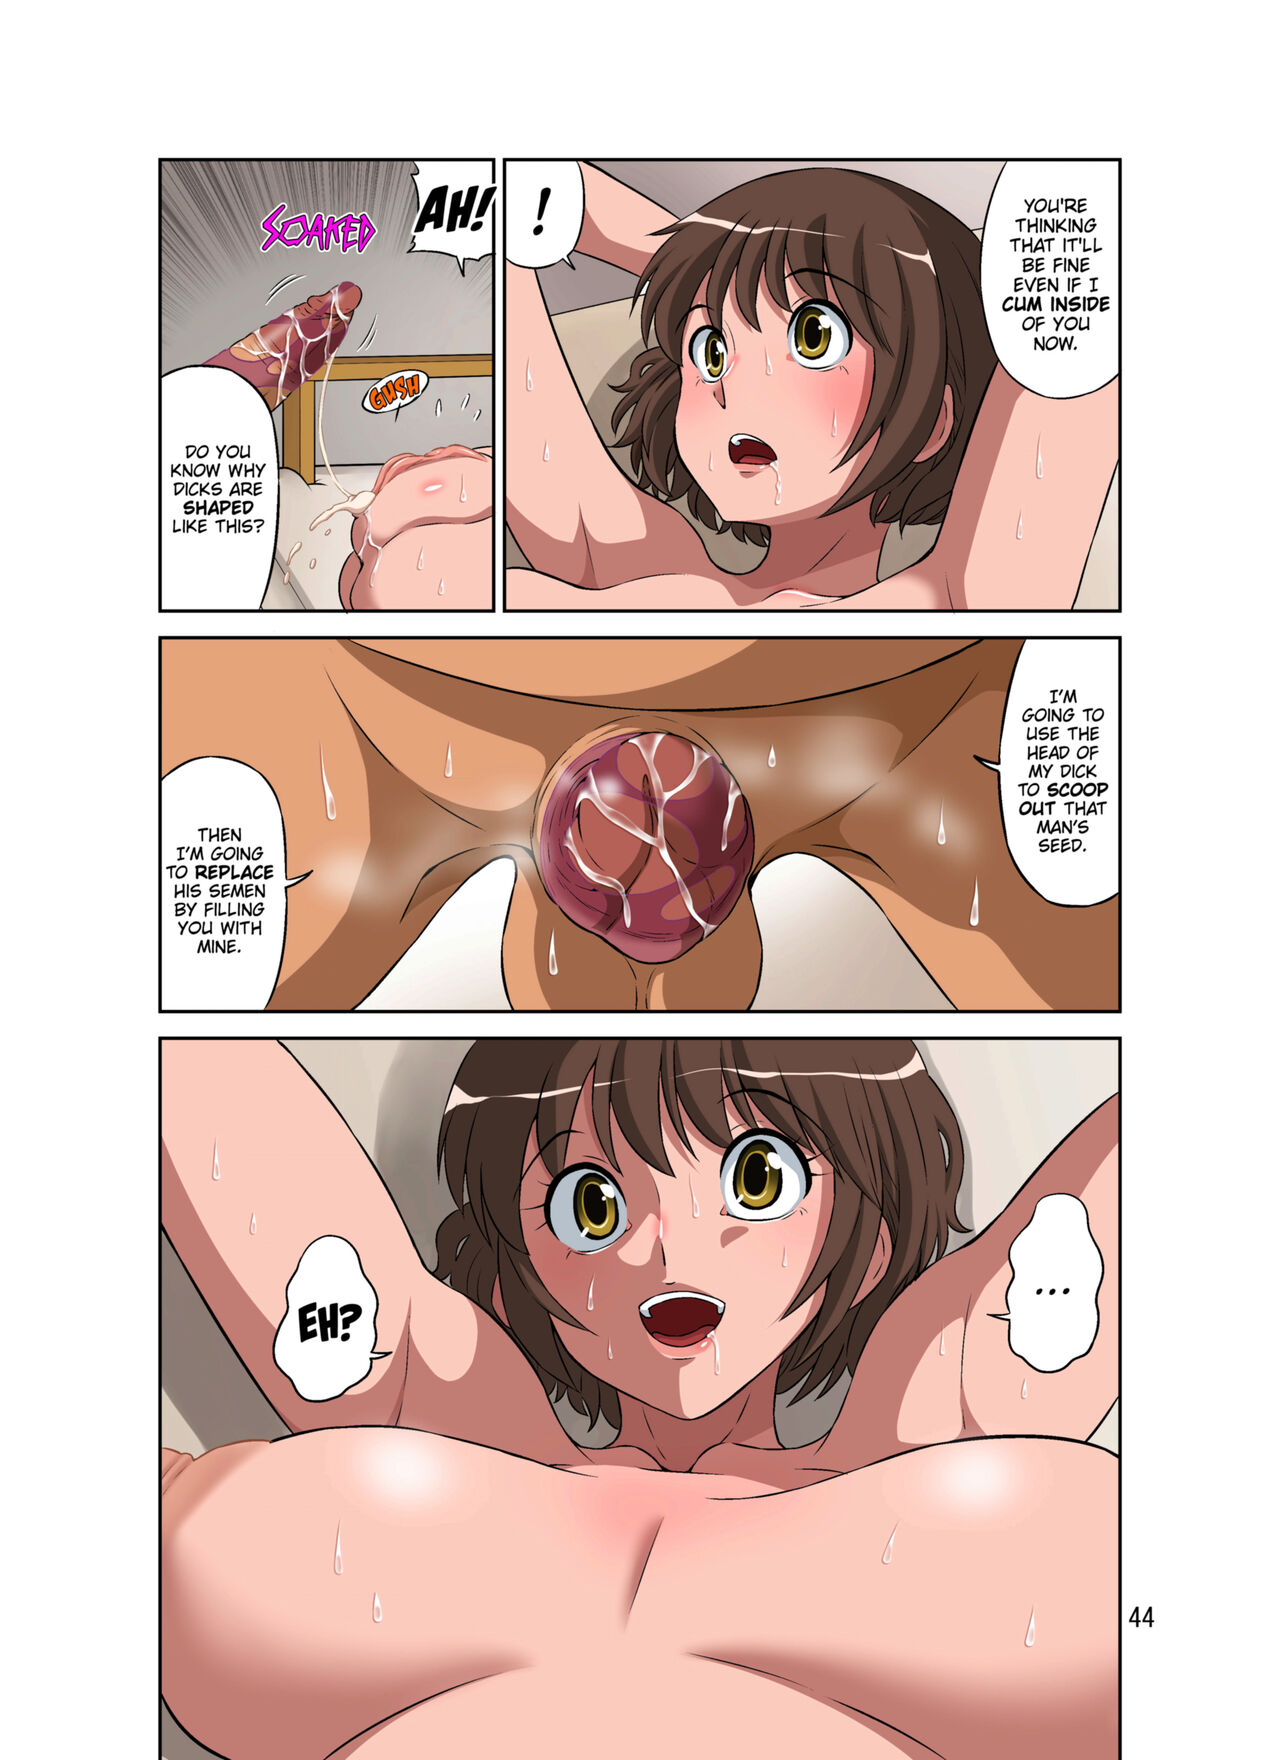 YOU'RE
THINKING
THAT IT'LL
BE FINE
EVEN IF I
CUM INSIDE
OF YOU
NOW.
!
AH!
SOAKED
GUSH
DO YOU
KNOW WHY
DICKS ARE
SHAPED
LIKE THIS?
I'M
GOING TO
USE THE
HEAD OF
MY DICK
TO SCOOP
OUT THAT
MAN'S
SEED.
THEN
I'M GOING
TO REPLACE
HIS SEMEN
BY FILLING
YOU WITH
MINE.
...
EH?
44